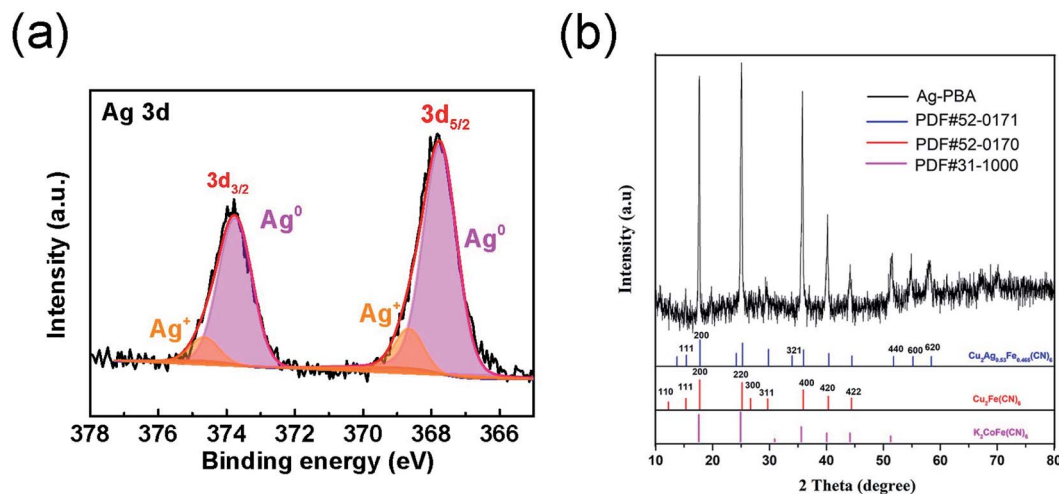 (a)
Ag 3d
3d5/2
3d3/2
Ag0
Ag0
Ag+
Ag+
Intensity (a.u.)
378 376 374 372 370 368 366
Binding energy (eV)
(b)
Ag-PBA
PDF#52-0171
PDF#52-0170
PDF#31-1000
Intensity (a.u)
111 200 321 440 600 620
Cu2Ag0.53Fe0.465(CN)6
110 111 200 220 300 311 400 420 422
Cu2Fe(CN)6
K2CoFe(CN)6
10 20 30 40 50 60 70 80
2 Theta (degree)